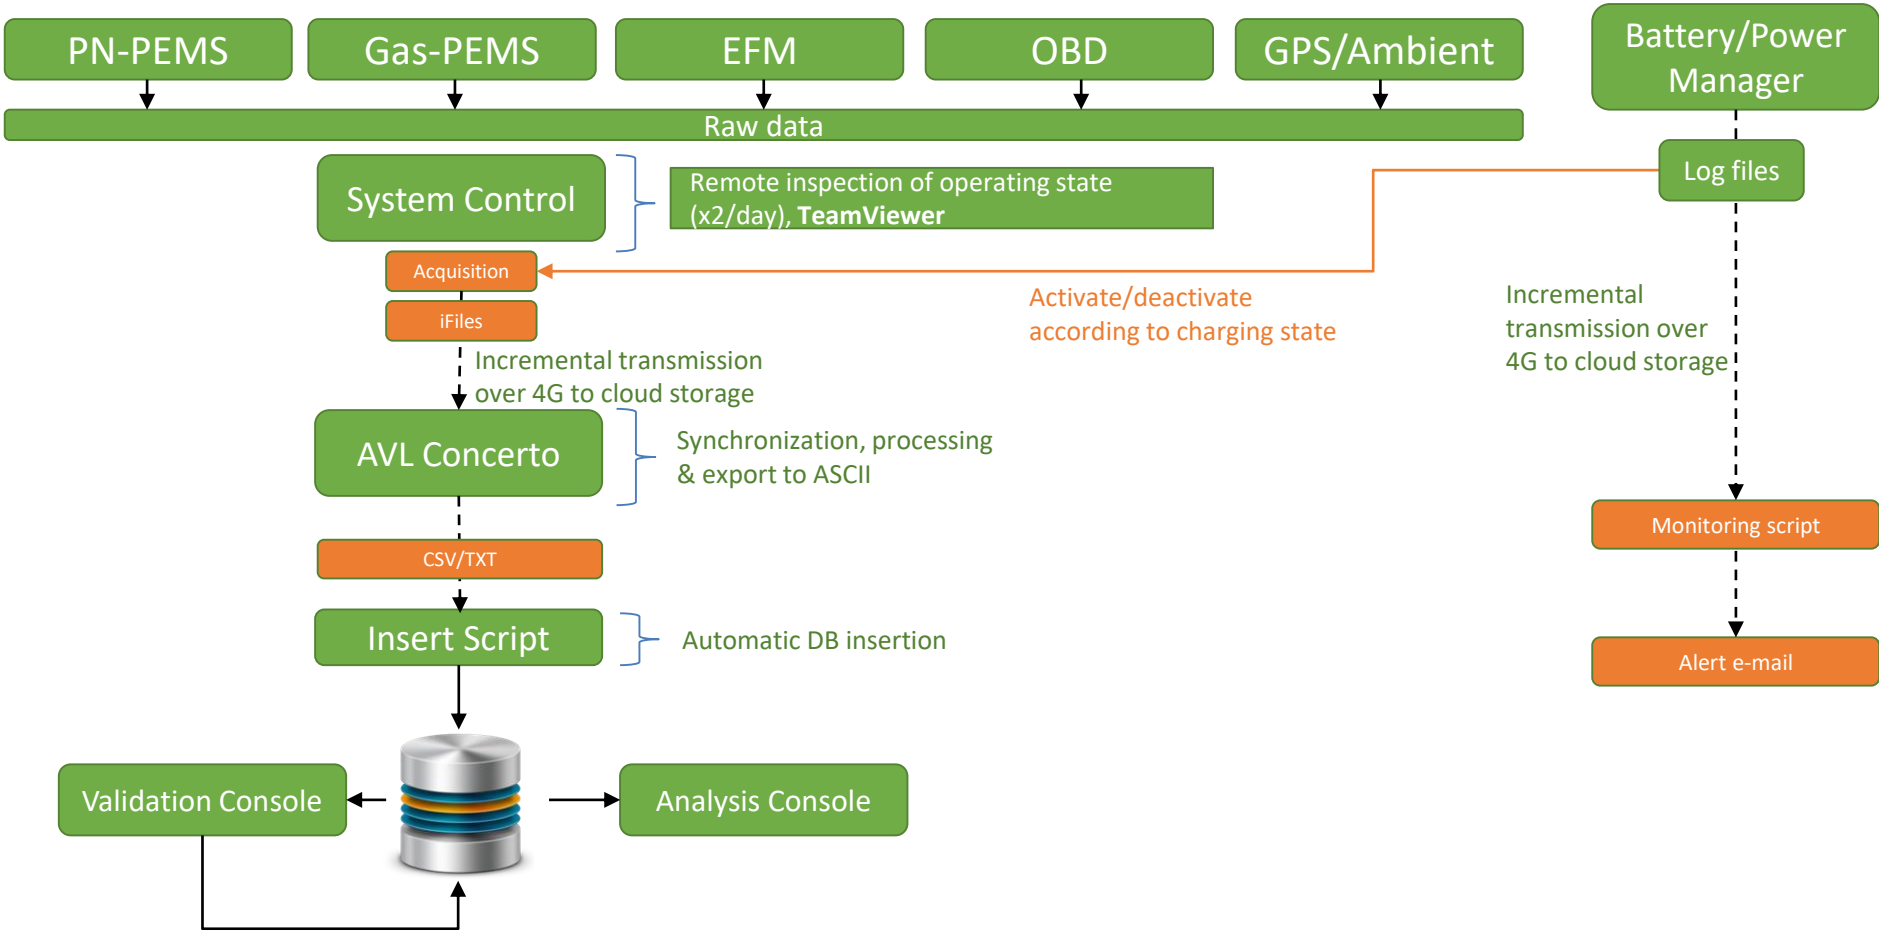 PN-PEMS
Gas-PEMS
EFM
OBD
GPS/Ambient
Battery/Power
Manager
Raw data
Log files
System Control
Remote inspection of operating state
(x2/day), TeamViewer
Acquisition
iFiles
Activate/deactivate
according to charging state
Incremental
transmission over
4G to cloud storage
Incremental transmission
over 4G to cloud storage
AVL Concerto
Synchronization, processing
& export to ASCII
Monitoring script
CSV/TXT
Insert Script
Automatic DB insertion
Alert e-mail
Validation Console
Analysis Console